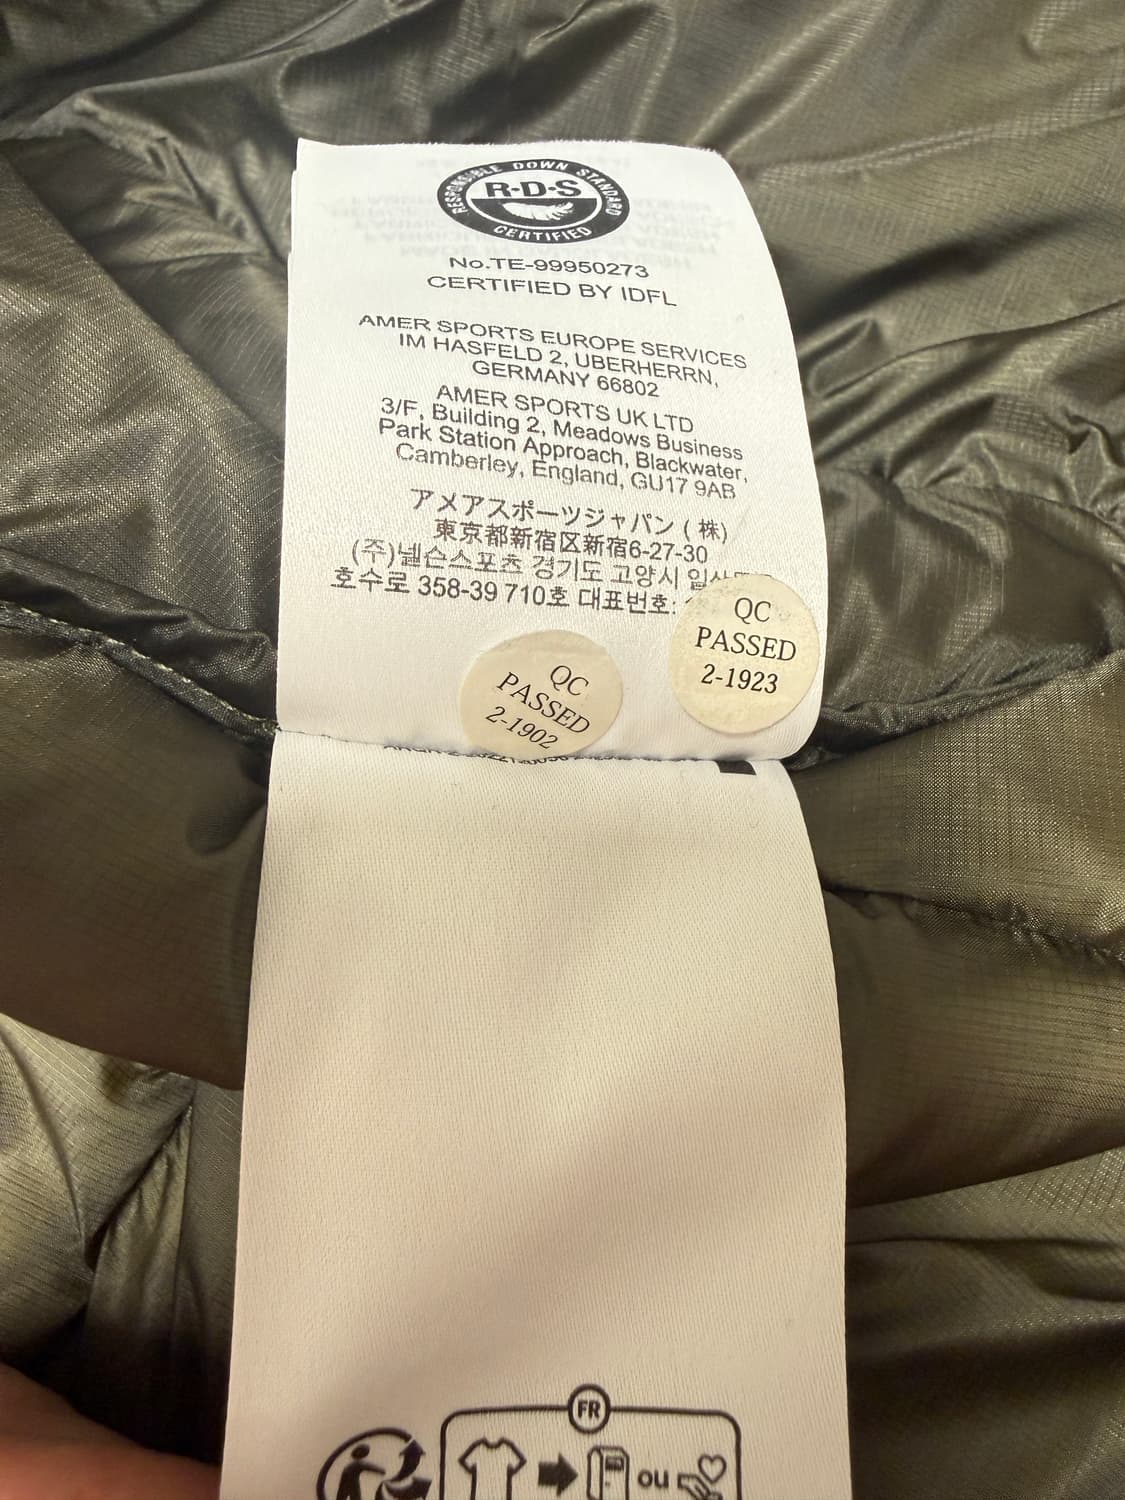 RESPONSIBLE DOWN STANDARD
R·D·S
CERTIFIED
No.TE-99950273
CERTIFIED BY IDFL
AMER SPORTS EUROPE SERVICES
IM HASFELD 2, UBERHERRN,
GERMANY 66802
AMER SPORTS UK LTD
3/F, Building 2, Meadows Business
Park Station Approach, Blackwater,
Camberley, England, GU17 9AB
アメアスポーツジャパン (株)
東京都新宿区新宿6-27-30
(주)넬슨스포츠 경기도 고양시
호수로 358-39 710호 대표번호:
QC
PASSED
2-1923
QC
PASSED
2-1902
FR
ou